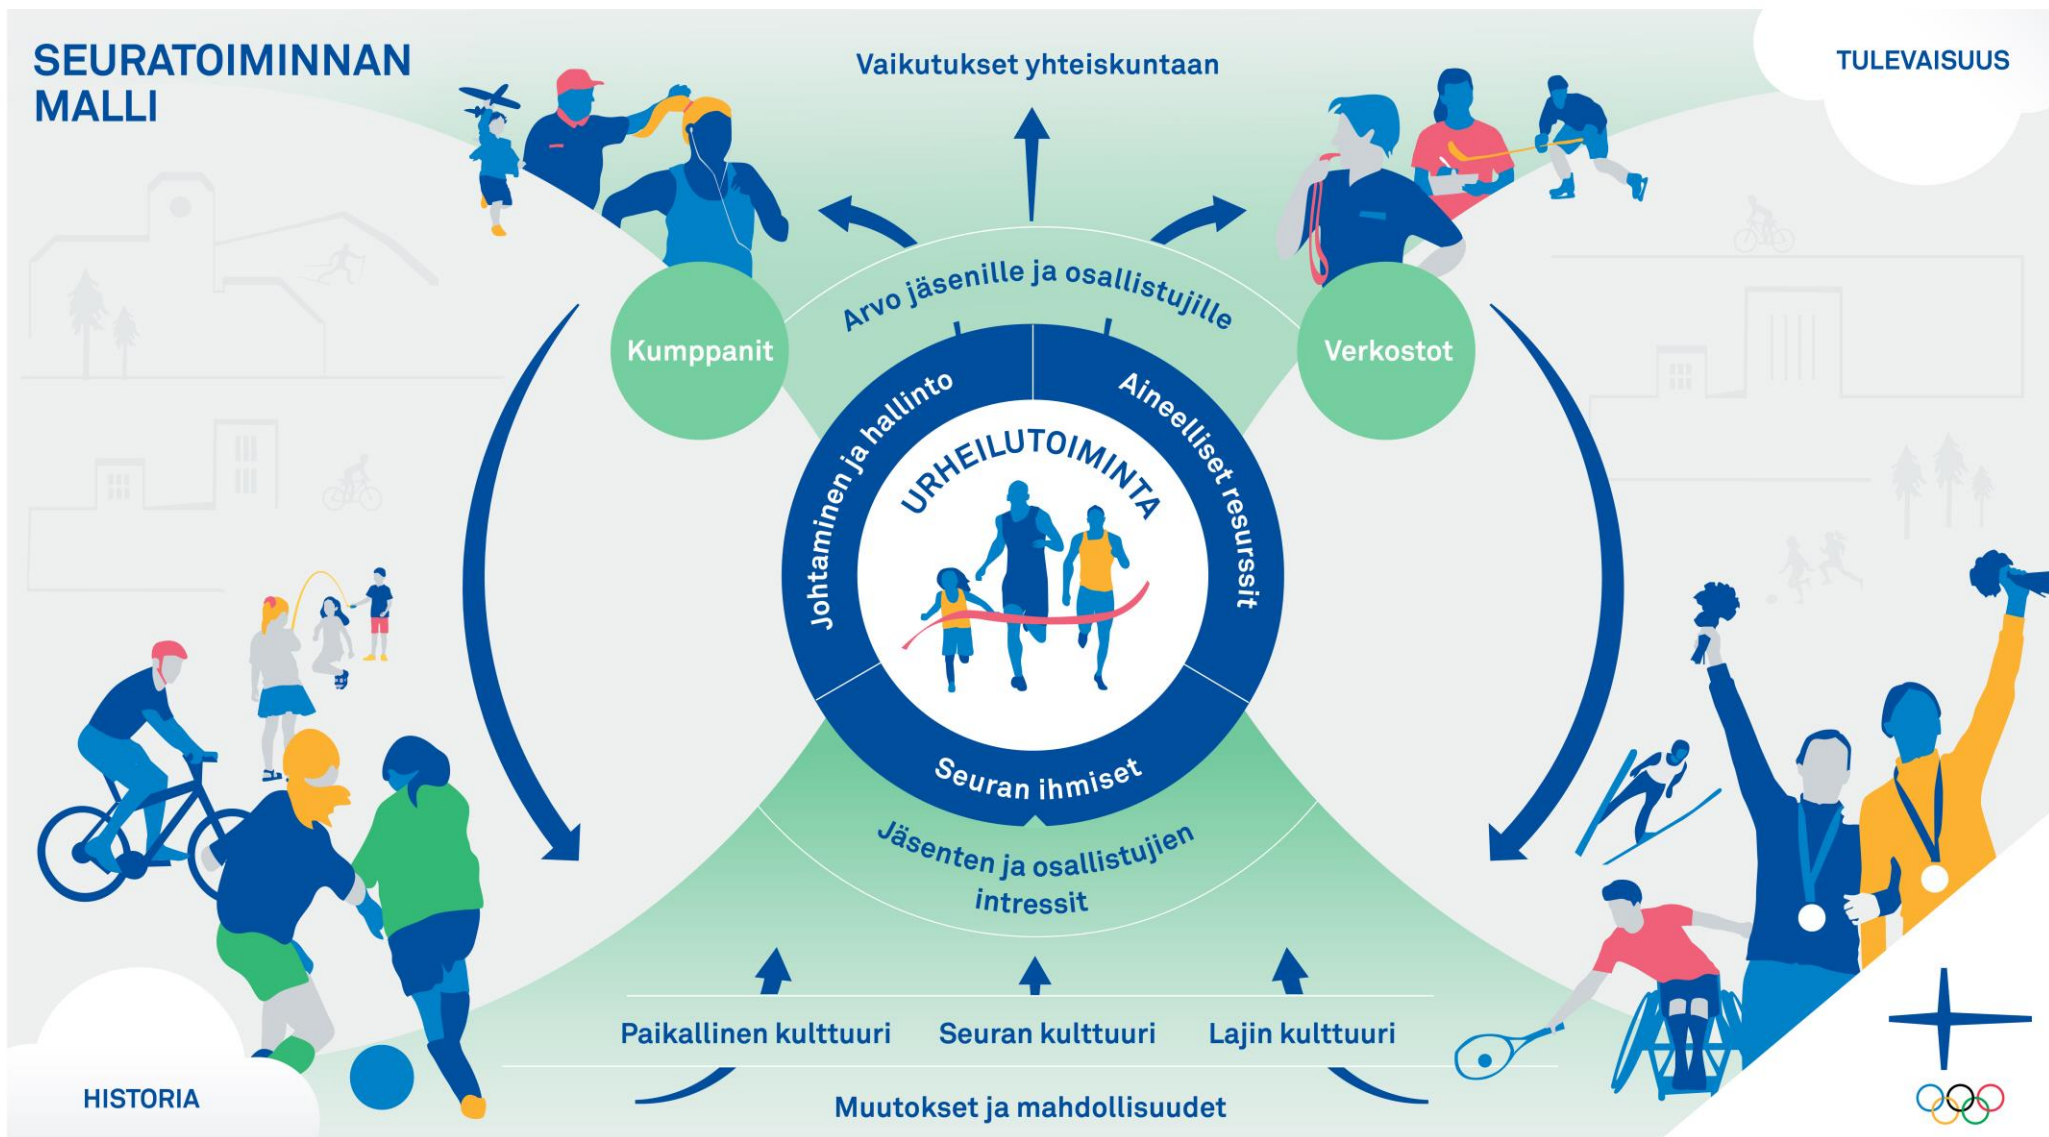 SEURATOIMINNAN
MALLI
Vaikutukset yhteiskuntaan
TULEVAISUUS
Arvo jäsenille ja osallistujille
Kumppanit
Verkostot
Johtaminen ja hallinto
Aineelliset resurssit
URHEILUTOIMINTA
Seuran ihmiset
Jäsenten ja osallistujien
intressit
Paikallinen kulttuuri
Seuran kulttuuri
Lajin kulttuuri
HISTORIA
Muutokset ja mahdollisuudet